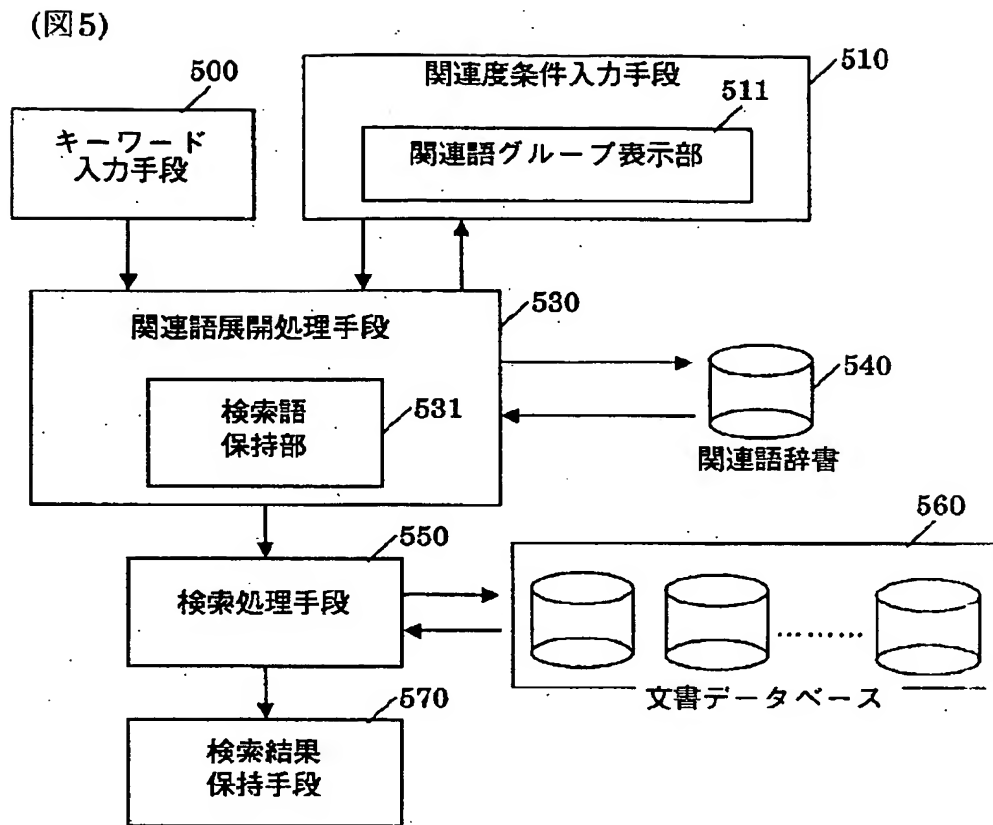 (図5)
500
キーワード
入力手段
510
関連度条件入力手段
511
関連語グループ表示部
530
関連語展開処理手段
531
検索語
保持部
540
関連語辞書
550
検索処理手段
560
文書データベース
570
検索結果
保持手段